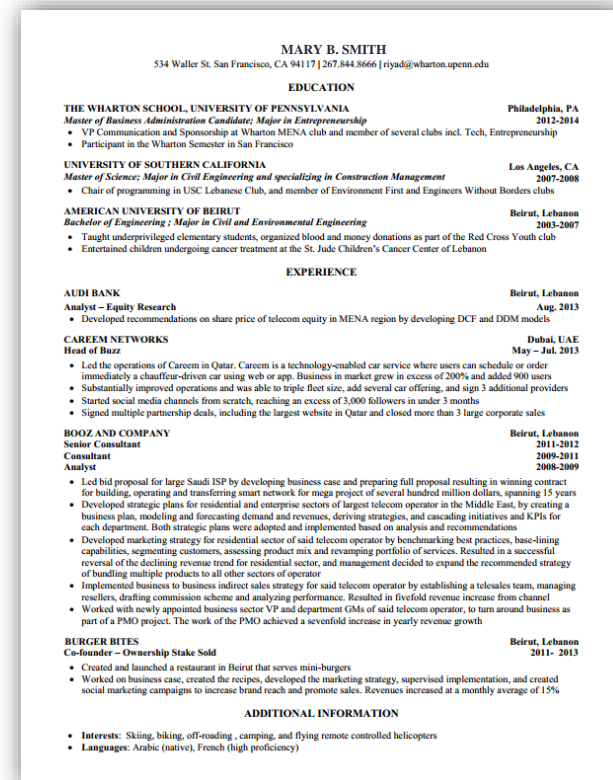 MARY B. SMITH
534 Waller St. San Francisco, CA 94117 | 267.844.8666 | riyad@wharton.upenn.edu
EDUCATION
THE WHARTON SCHOOL, UNIVERSITY OF PENNSYLVANIA Philadelphia, PA
Master of Business Administration Candidate; Major in Entrepreneurship 2012-2014
• VP Communication and Sponsorship at Wharton MENA club and member of several clubs incl. Tech, Entrepreneurship
• Participant in the Wharton Semester in San Francisco
UNIVERSITY OF SOUTHERN CALIFORNIA Los Angeles, CA
Master of Science; Major in Civil Engineering and specializing in Construction Management 2007-2008
• Chair of programming in USC Lebanese Club, and member of Environment First and Engineers Without Borders clubs
AMERICAN UNIVERSITY OF BEIRUT Beirut, Lebanon
Bachelor of Engineering ; Major in Civil and Environmental Engineering 2003-2007
• Taught underprivileged elementary students, organized blood and money donations as part of the Red Cross Youth club
• Entertained children undergoing cancer treatment at the St. Jude Children's Cancer Center of Lebanon
EXPERIENCE
AUDI BANK Beirut, Lebanon
Analyst – Equity Research Aug. 2013
• Developed recommendations on share price of telecom equity in MENA region by developing DCF and DDM models
CAREEM NETWORKS Dubai, UAE
Head of Buzz May – Jul. 2013
• Led the operations of Careem in Qatar. Careem is a technology-enabled car service where users can schedule or order
immediately a chauffeur-driven car using web or app. Business in market grew in excess of 200% and added 900 users
• Substantially improved operations and was able to triple fleet size, add several car offering, and sign 3 additional providers
• Started social media channels from scratch, reaching an excess of 3,000 followers in under 3 months
• Signed multiple partnership deals, including the largest website in Qatar and closed more than 3 large corporate sales
BOOZ AND COMPANY Beirut, Lebanon
Senior Consultant 2011-2012
Consultant 2009-2011
Analyst 2008-2009
• Led bid proposal for large Saudi ISP by developing business case and preparing full proposal resulting in winning contract
for building, operating and transferring smart network for mega project of several hundred million dollars, spanning 15 years
• Developed strategic plans for residential and enterprise sectors of largest telecom operator in the Middle East, by creating a
business plan, modeling and forecasting demand and revenues, deriving strategies, and cascading initiatives and KPIs for
each department. Both strategic plans were adopted and implemented based on analysis and recommendations
• Developed marketing strategy for residential sector of said telecom operator by benchmarking best practices, base-lining
capabilities, segmenting customers, assessing product mix and revamping portfolio of services. Resulted in a successful
reversal of the declining revenue trend for residential sector, and management decided to expand the recommended strategy
of bundling multiple products to all other sectors of operator
• Implemented business to business indirect sales strategy for said telecom operator by establishing a telesales team, managing
resellers, drafting commission scheme and analyzing performance. Resulted in fivefold revenue increase from channel
• Worked with newly appointed business sector VP and department GMs of said telecom operator, to turn around business as
part of a PMO project. The work of the PMO achieved a sevenfold increase in yearly revenue growth
BURGER BITES Beirut, Lebanon
Co-founder – Ownership Stake Sold 2011- 2013
• Created and launched a restaurant in Beirut that serves mini-burgers
• Worked on business case, created the recipes, developed the marketing strategy, supervised implementation, and created
social marketing campaigns to increase brand reach and promote sales. Revenues increased at a monthly average of 15%
ADDITIONAL INFORMATION
• Interests: Skiing, biking, off-roading , camping, and flying remote controlled helicopters
• Languages: Arabic (native), French (high proficiency)